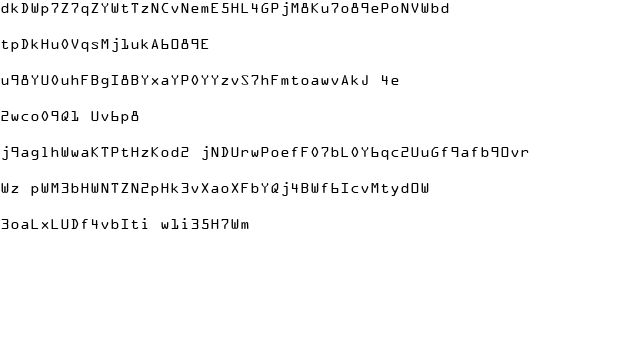 dkDWp7Z7qZYWtTzNCvNemE5HL4GPjM8Ku7o89ePoNVWbd
tpDkHu0VqsMj1ukA6O89E
u98YU0uhFBgI8BYxaYP0YYzvS7hFmtoawvAkJ 4e
2wco09Q1 Uv6p8
j9ag1hWwaKTPtHzKod2 jNDUrwPoefF07bL0Y6qc2UuGf9afb9Ovr
Wz pWM3bHWNTZN2pHk3vXaoXFbYQj4BWf6IcvMtydOW
3oaLxLUDf4vbIti w1i35H7Wm